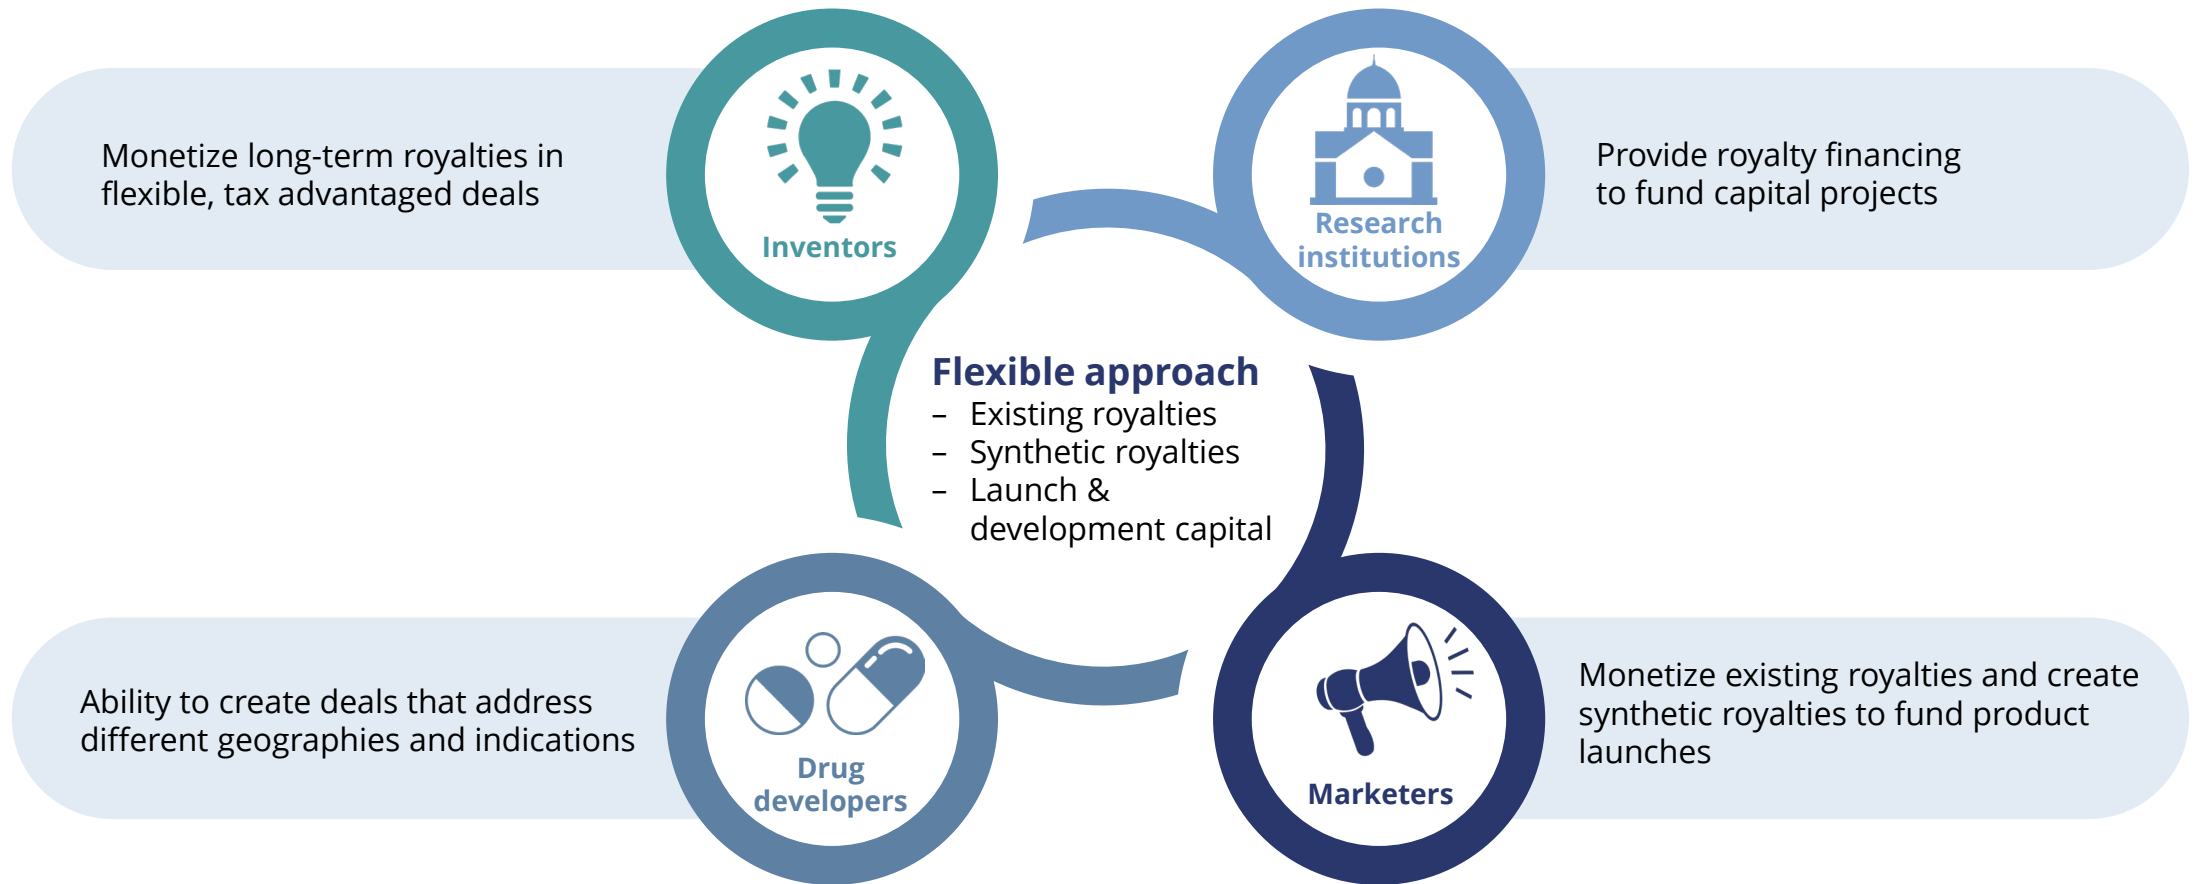 Monetize long-term royalties in
flexible, tax advantaged deals
Inventors
Research
institutions
Provide royalty financing
to fund capital projects
Flexible approach
– Existing royalties
– Synthetic royalties
– Launch &
development capital
Ability to create deals that address
different geographies and indications
Drug
developers
Marketers
Monetize existing royalties and create
synthetic royalties to fund product
launches